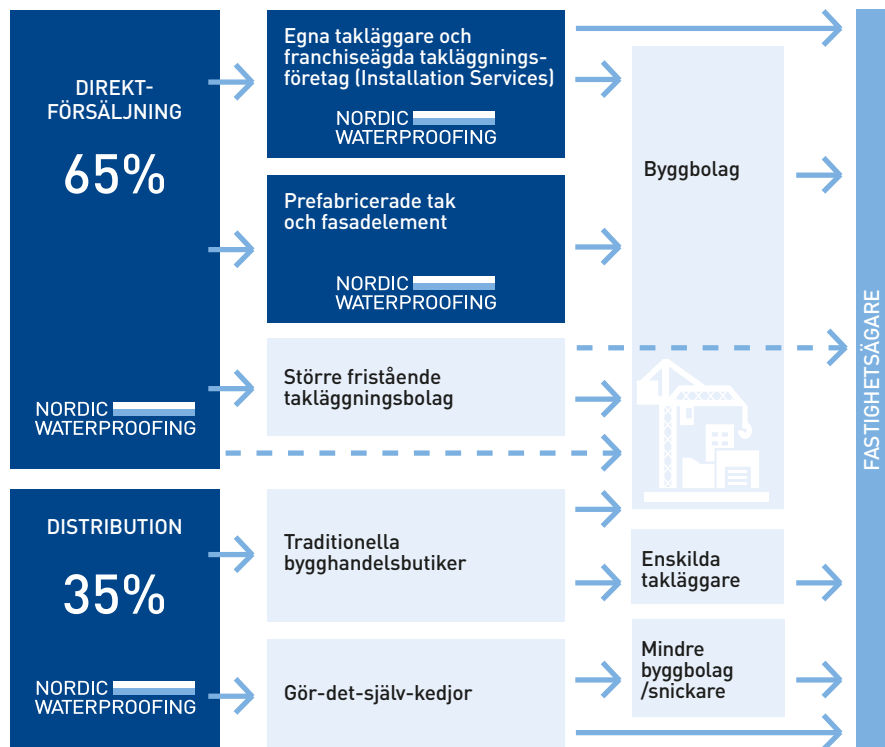 DIREKT-
FÖRSÄLJNING
65%
NORDIC
WATERPROOFING
Egna takläggare och
franchiseägda takläggnings-
företag (Installation Services)
NORDIC
WATERPROOFING
Prefabricerade tak
och fasadelement
NORDIC
WATERPROOFING
Större fristående
takläggningsbolag
Byggbolag
DISTRIBUTION
35%
NORDIC
WATERPROOFING
Traditionella
bygghandelsbutiker
Gör-det-själv-kedjor
Enskilda
takläggare
Mindre
byggbolag
/snickare
FASTIGHETSÄGARE